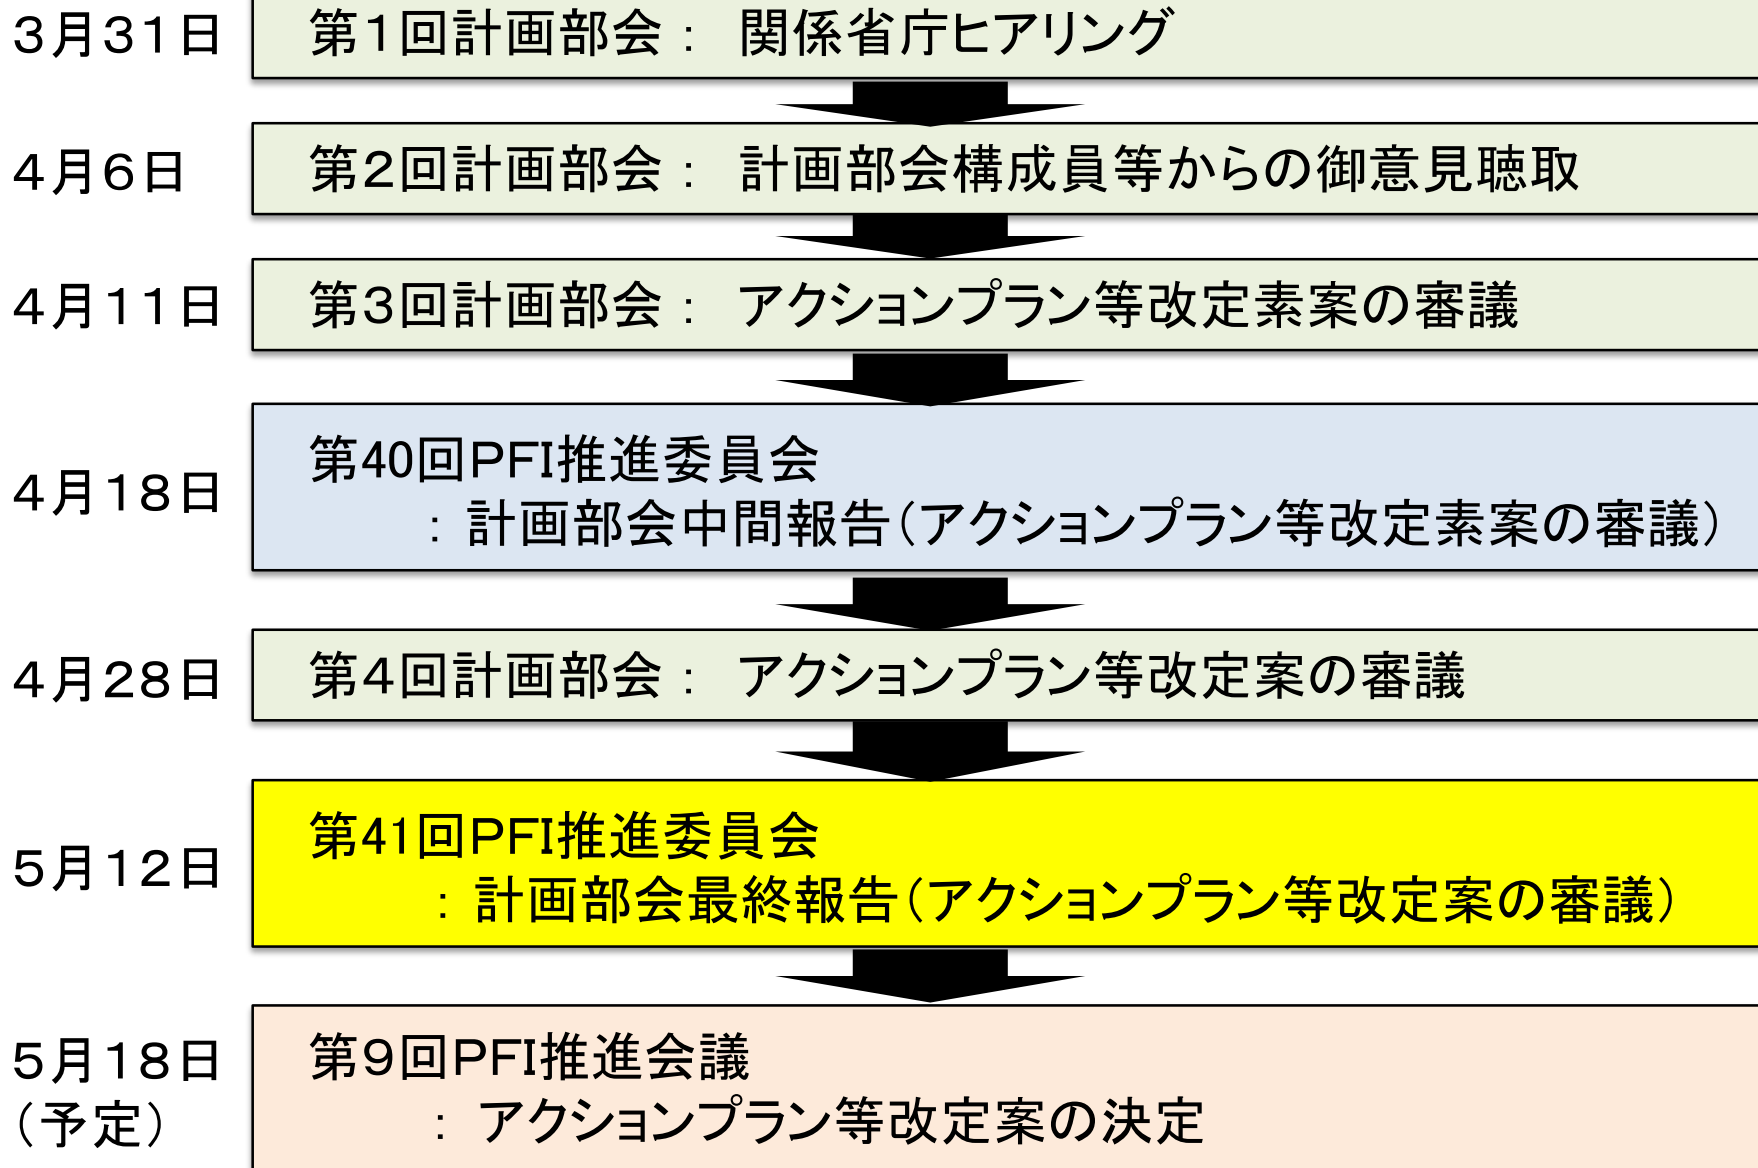 3月31日
第1回計画部会： 関係省庁ヒアリング
4月6日
第2回計画部会： 計画部会構成員等からの御意見聴取
4月11日
第3回計画部会： アクションプラン等改定素案の審議
4月18日
第40回PFI推進委員会
：計画部会中間報告（アクションプラン等改定素案の審議）
4月28日
第4回計画部会： アクションプラン等改定案の審議
5月12日
第41回PFI推進委員会
：計画部会最終報告（アクションプラン等改定案の審議）
5月18日
（予定）
第9回PFI推進会議
：アクションプラン等改定案の決定